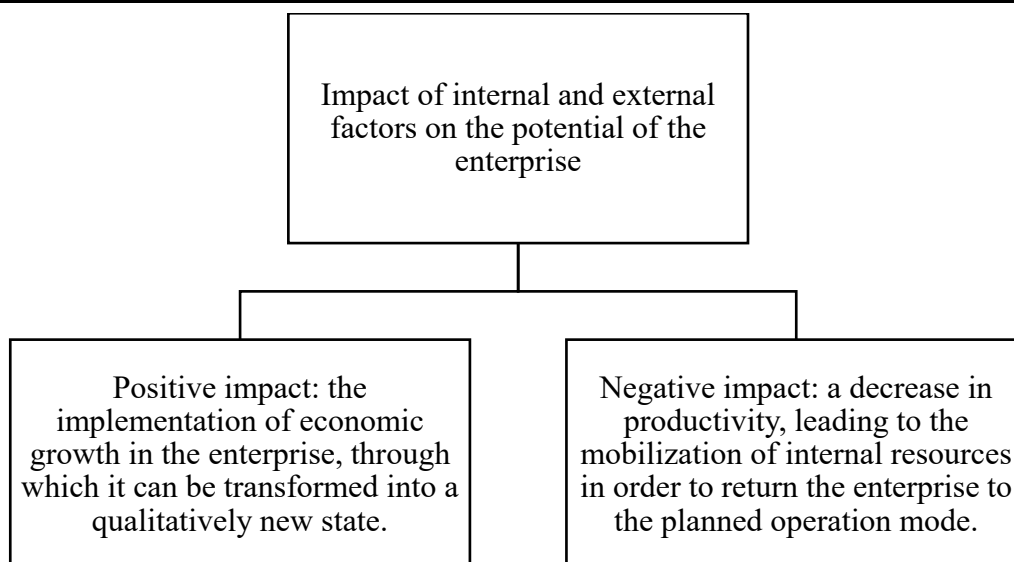 Impact of internal and external
factors on the potential of the
enterprise
Positive impact: the
implementation of economic
growth in the enterprise, through
which it can be transformed into a
qualitatively new state.
Negative impact: a decrease in
productivity, leading to the
mobilization of internal resources
in order to return the enterprise to
the planned operation mode.